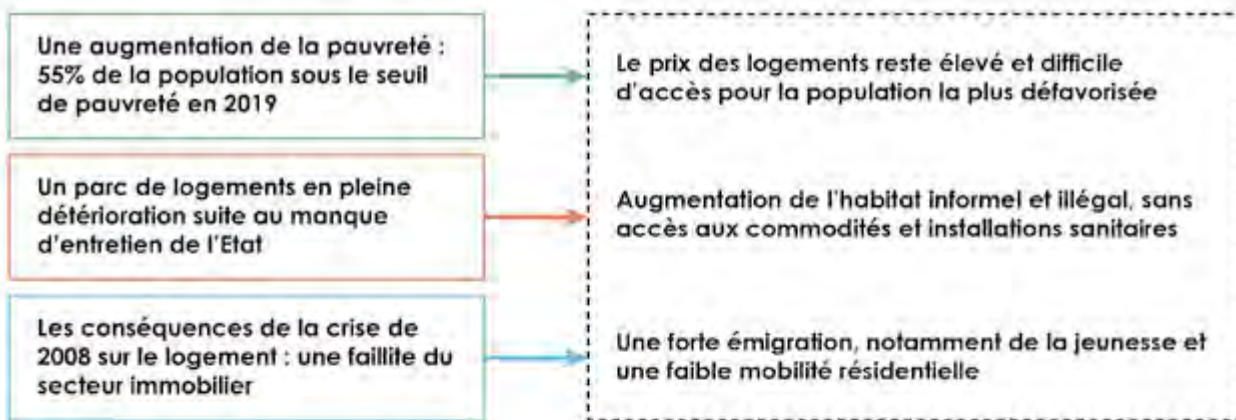 Une augmentation de la pauvreté :
55% de la population sous le seuil
de pauvreté en 2019
Le prix des logements reste élevé et difficile
d'accès pour la population la plus défavorisée
Un parc de logements en pleine
détérioration suite au manque
d'entretien de l'Etat
Augmentation de l'habitat informel et illégal, sans
accès aux commodités et installations sanitaires
Les conséquences de la crise de
2008 sur le logement : une faillite du
secteur immobilier
Une forte émigration, notamment de la jeunesse et
une faible mobilité résidentielle